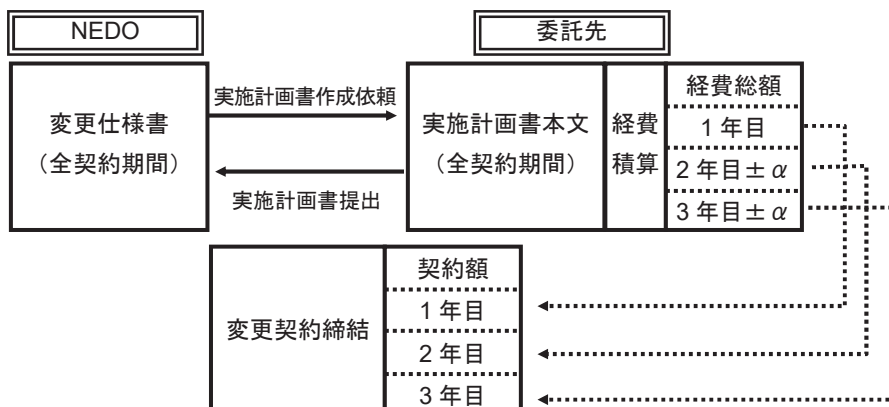 NEDO
委託先
変更仕様書
（全契約期間）
実施計画書作成依頼
実施計画書提出
実施計画書本文
（全契約期間）
経費
積算
経費総額
1 年目
2 年目± α
3 年目± α
変更契約締結
契約額
1 年目
2 年目
3 年目